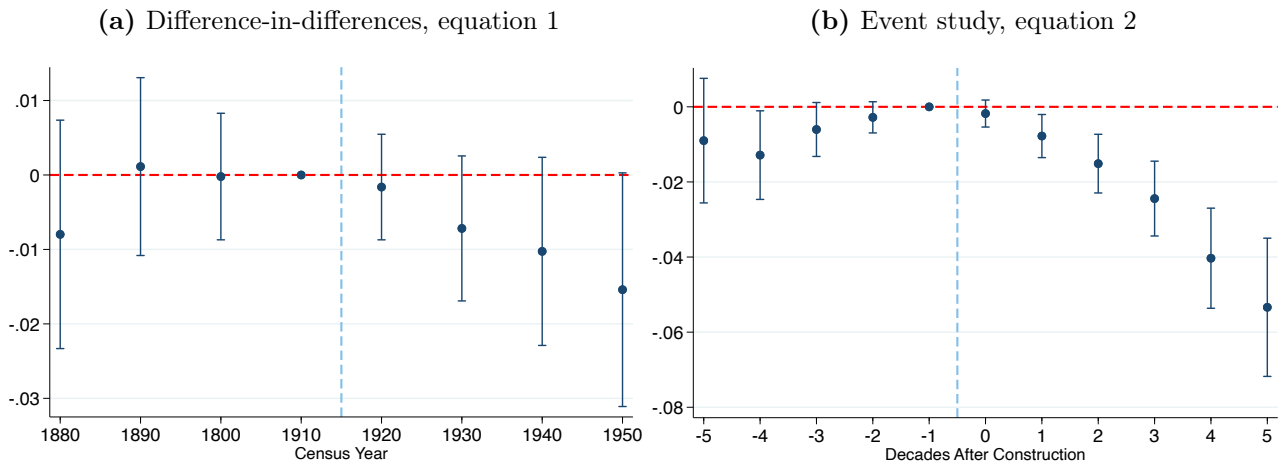 (a) Difference-in-differences, equation 1
.01
0
-.01
-.02
-.03
1880 1890 1800 1910 1920 1930 1940 1950
Census Year
(b) Event study, equation 2
0
-.02
-.04
-.06
-.08
-5 -4 -3 -2 -1 0 1 2 3 4 5
Decades After Construction